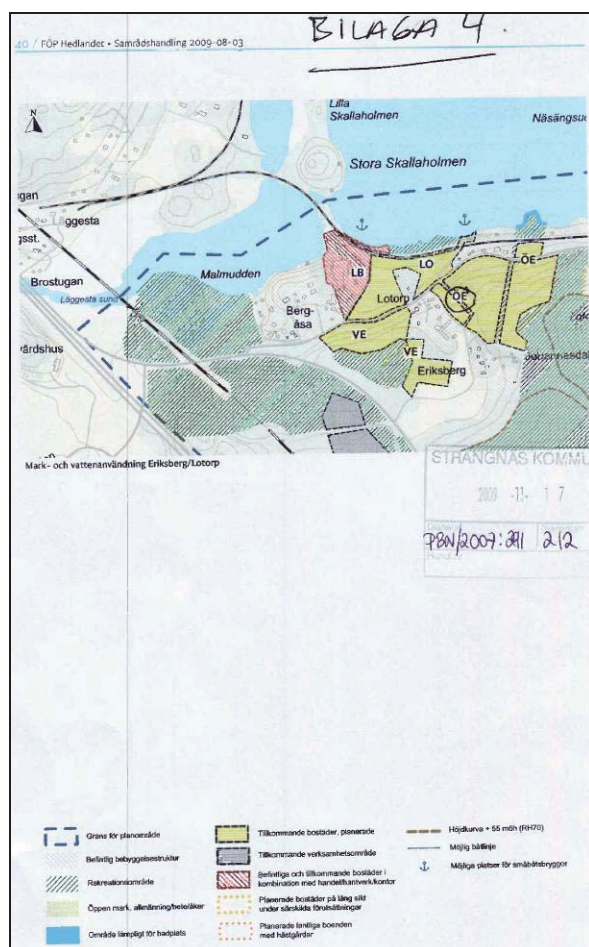 BILAGA 4.
40 / FÖP Hedlandet • Samrådshandling 2009-08-03
N
Lilla
Skallaholmen
Näsängsu
Stora Skallaholmen
Läggesta
gsst.
Malmudden
Brostugan
Läggesta sund
LB
LO
ÖE
Lotorp
ÖE
Berg-
åsa
VE
VE
Eriksberg
värdshus
Mark- och vattenanvändning Eriksberg/Lotorp
STRÄNGNÄS KOMMU
2009 -11- 17
PBN/2007:291 212
Gräns för planområde
Befintlig bebyggelsestruktur
Rekreationsområde
Öppen mark, allmänning/bete/åker
Område lämpligt för badplats
Tillkommande bostäder, planerade
Tillkommande verksamhetsområde
Befintliga och tillkommande bostäder i
kombination med handel/hantverk/kontor
Planerade bostäder på lång sikt
under särskilda förutsättningar
Planerade lantliga boenden
med hästgårdar
Höjdkurva + 55 möh (RH70)
Möjlig båtlinje
Möjliga platser för småbåtsbryggor